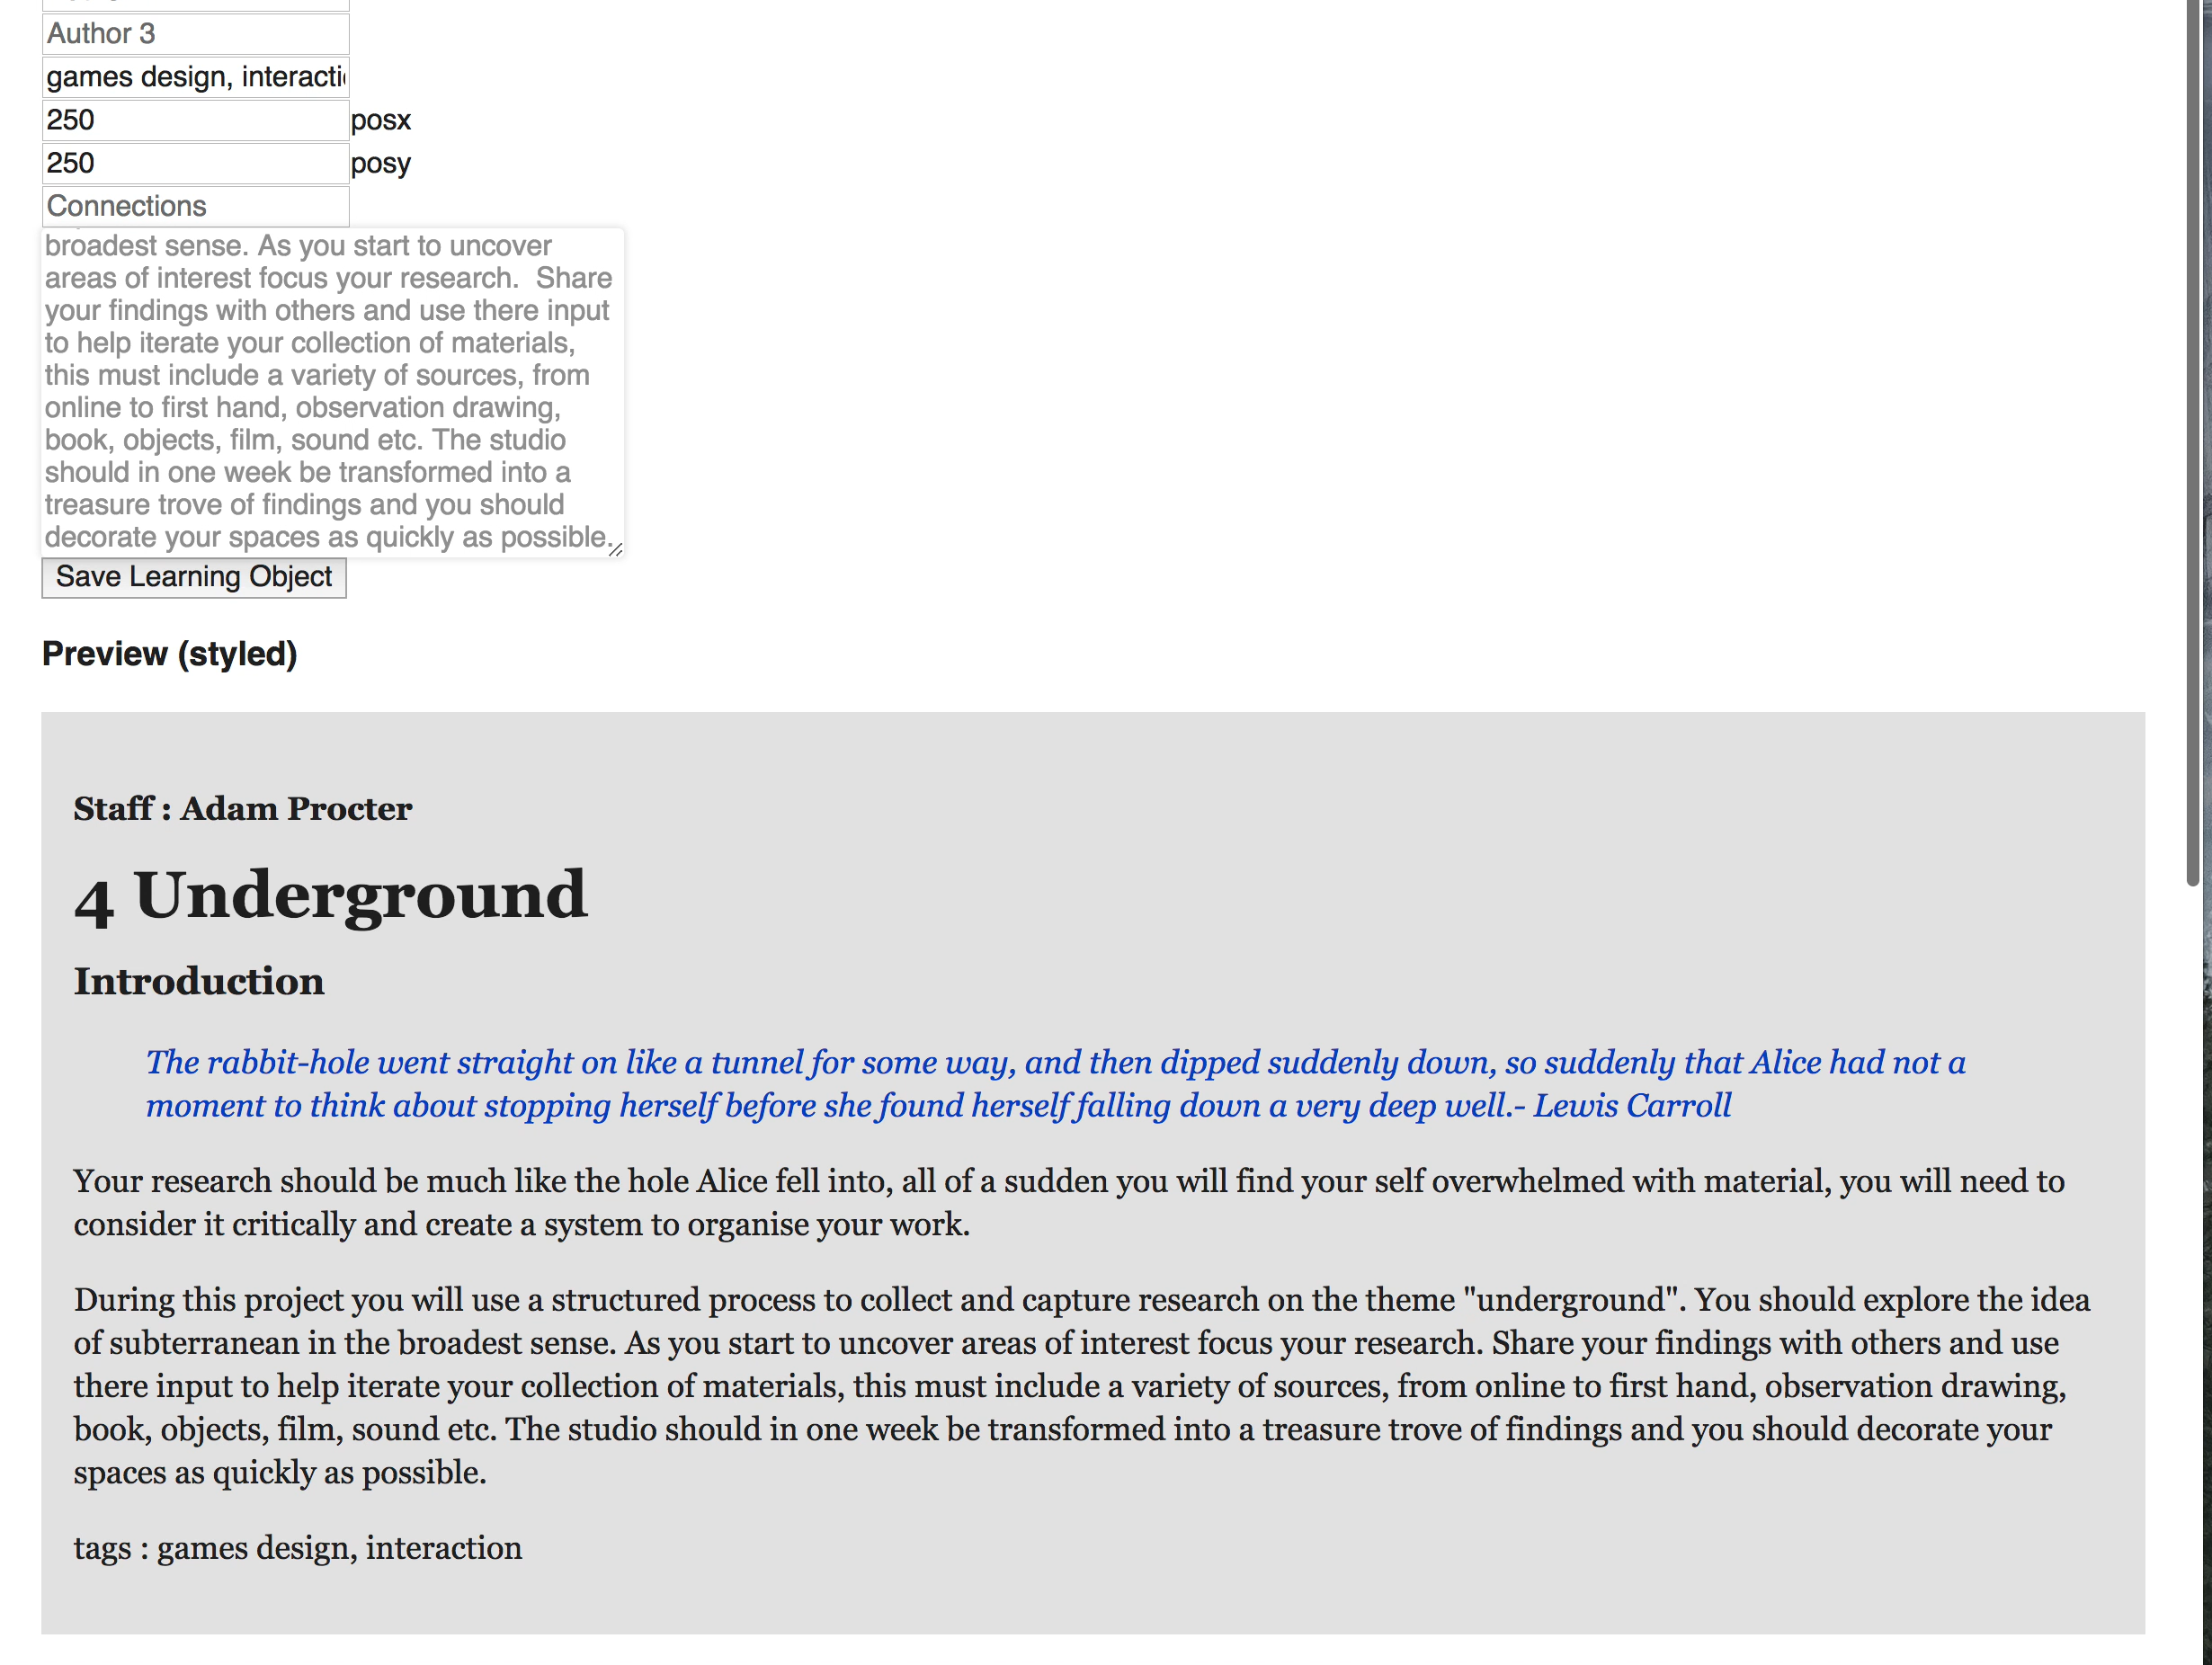 Author 3
games design, interacti
250 posx
250 posy
Connections
broadest sense. As you start to uncover
areas of interest focus your research.  Share
your findings with others and use there input
to help iterate your collection of materials,
this must include a variety of sources, from
online to first hand, observation drawing,
book, objects, film, sound etc. The studio
should in one week be transformed into a
treasure trove of findings and you should
decorate your spaces as quickly as possible.
Save Learning Object
Preview (styled)
Staff : Adam Procter
4 Underground
Introduction
The rabbit-hole went straight on like a tunnel for some way, and then dipped suddenly down, so suddenly that Alice had not a
moment to think about stopping herself before she found herself falling down a very deep well.- Lewis Carroll
Your research should be much like the hole Alice fell into, all of a sudden you will find your self overwhelmed with material, you will need to
consider it critically and create a system to organise your work.
During this project you will use a structured process to collect and capture research on the theme "underground". You should explore the idea
of subterranean in the broadest sense. As you start to uncover areas of interest focus your research. Share your findings with others and use
there input to help iterate your collection of materials, this must include a variety of sources, from online to first hand, observation drawing,
book, objects, film, sound etc. The studio should in one week be transformed into a treasure trove of findings and you should decorate your
spaces as quickly as possible.
tags : games design, interaction